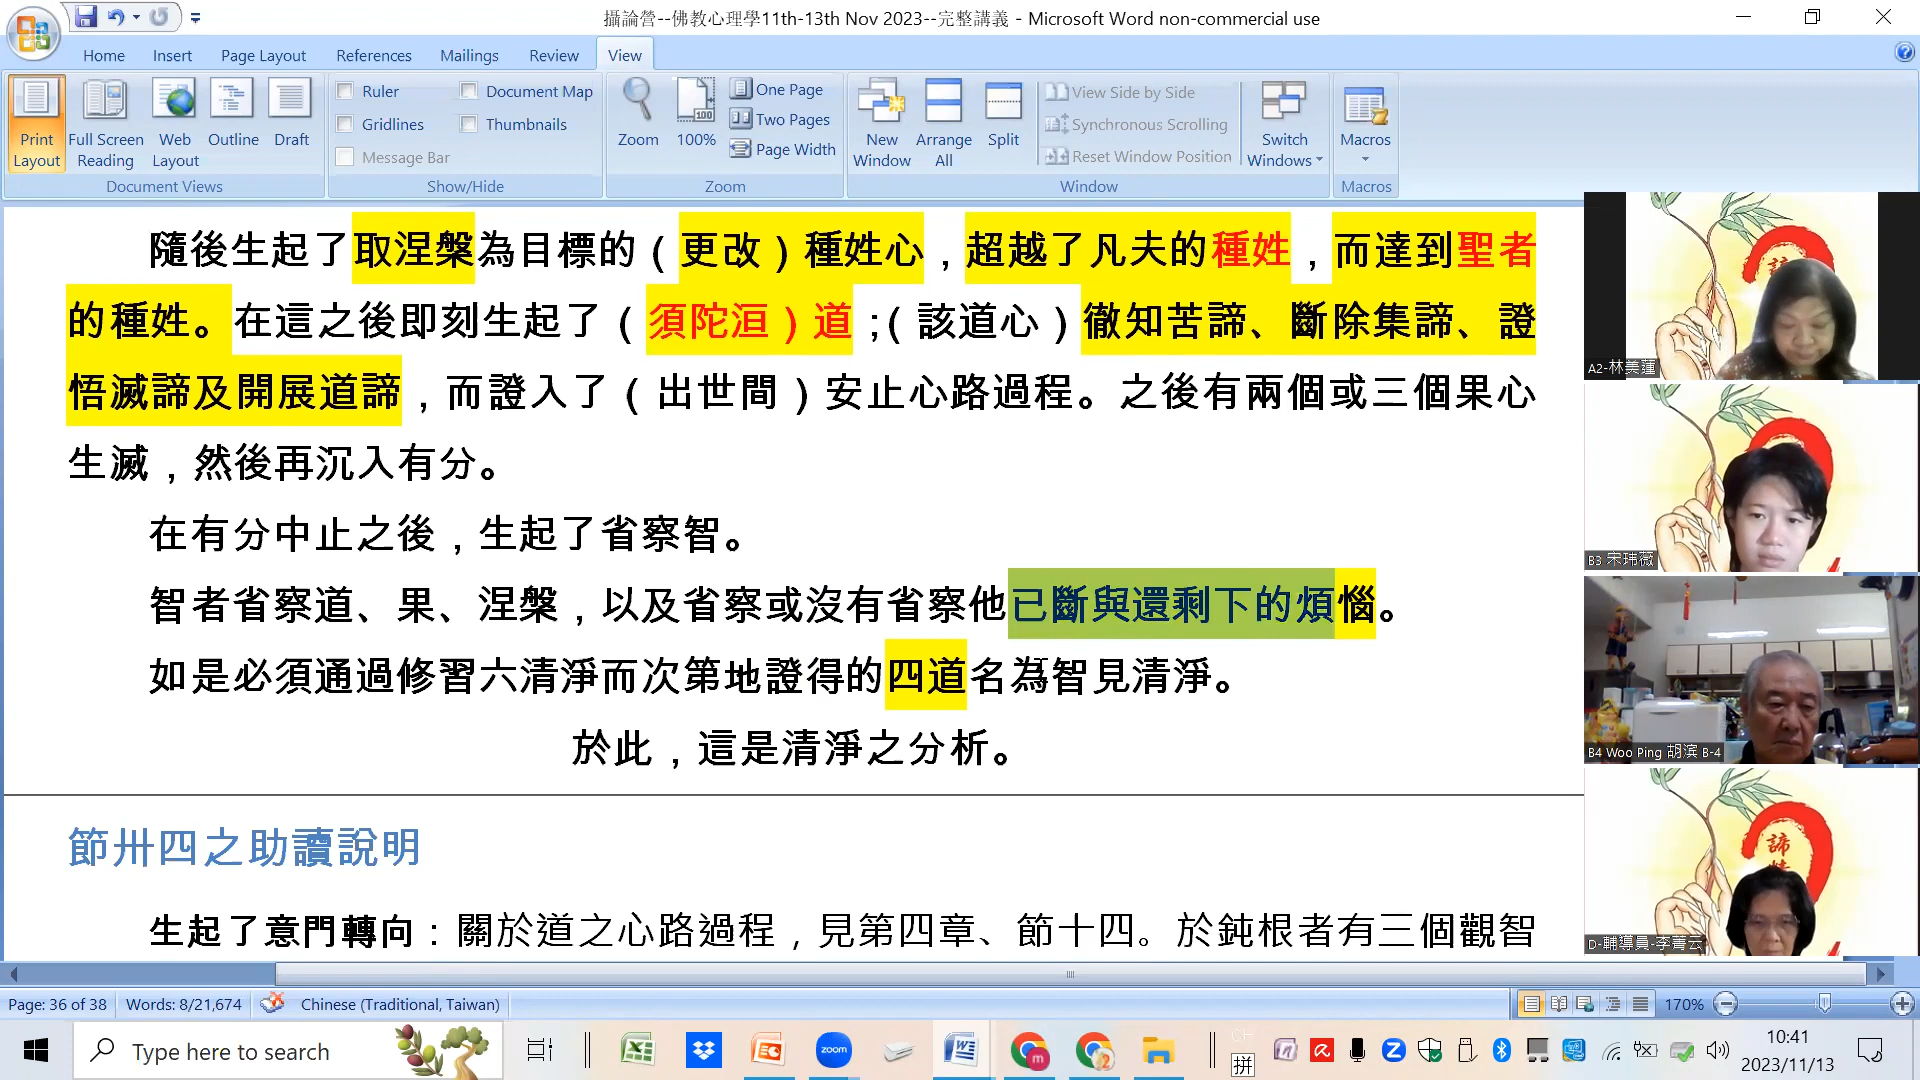 攝論營--佛教心理學11th-13th Nov 2023--完整講義 - Microsoft Word non-commercial use
Home Insert Page Layout References Mailings Review View
Print Layout
Full Screen Reading
Web Layout
Outline
Draft
Document Views
Ruler
Gridlines
Message Bar
Document Map
Thumbnails
Show/Hide
Zoom
100%
One Page
Two Pages
Page Width
Zoom
New Window
Arrange All
Split
View Side by Side
Synchronous Scrolling
Reset Window Position
Window
Switch Windows
Macros
Macros
隨後生起了取涅槃為目標的（更改）種姓心，超越了凡夫的種姓，而達到聖者
的種姓。在這之後即刻生起了（須陀洹）道；（該道心）徹知苦諦、斷除集諦、證
悟滅諦及開展道諦，而證入了（出世間）安止心路過程。之後有兩個或三個果心
生滅，然後再沉入有分。
在有分中止之後，生起了省察智。
智者省察道、果、涅槃，以及省察或沒有省察他已斷與還剩下的煩惱。
如是必須通過修習六清淨而次第地證得的四道名為智見清淨。
於此，這是清淨之分析。
節卅四之助讀說明
生起了意門轉向：關於道之心路過程，見第四章、節十四。於鈍根者有三個觀智
A2-林美蓮
B3 宋玮薇
B4 Woo Ping 胡滨 B-4
諦
D-輔導員-李菁云
Page: 36 of 38
Words: 8/21,674
Chinese (Traditional, Taiwan)
170%
Type here to search
zoom
CH
拼
10:41
2023/11/13